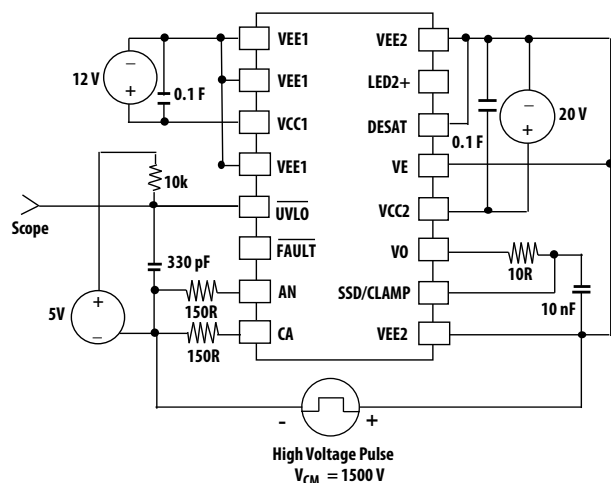 VEE1
VEE2
12 V
−
+
0.1 F
VEE1
LED2+
−
+
20 V
VCC1
DESAT
0.1 F
VEE1
VE
10k
UVLO
VCC2
Scope
FAULT
VO
330 pF
10R
5V
+
−
AN
150R
SSD/CLAMP
10 nF
CA
150R
VEE2
-
+
High Voltage Pulse
VCM = 1500 V